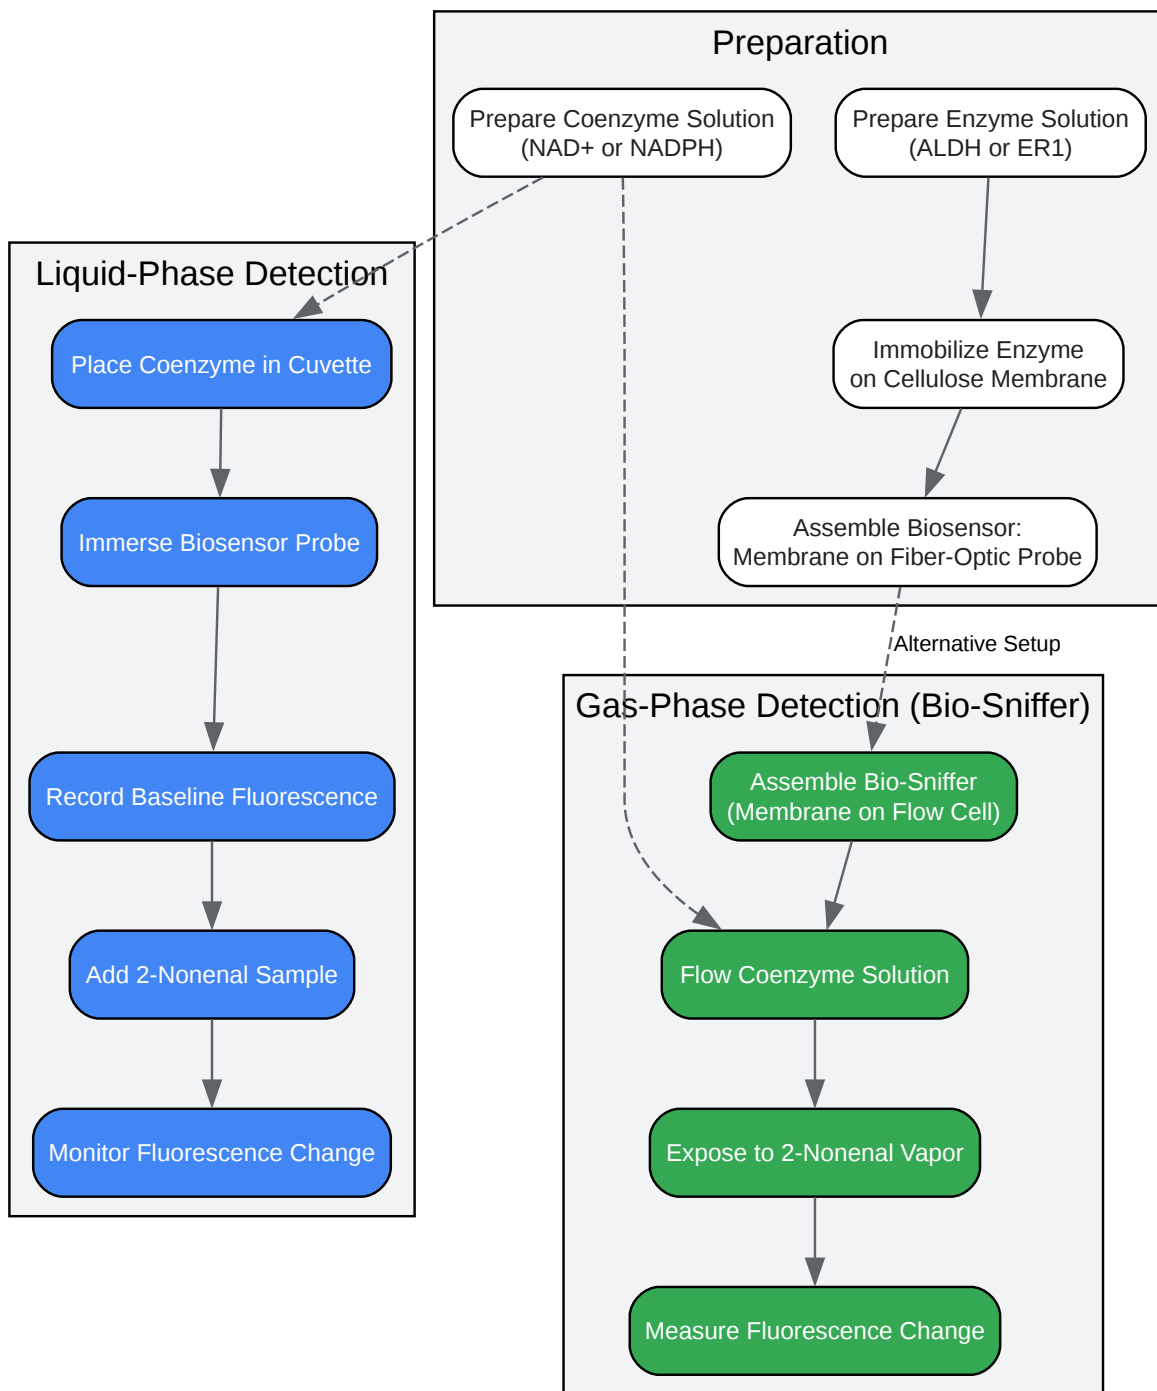 Preparation
Prepare Coenzyme Solution
(NAD+ or NADPH)
Prepare Enzyme Solution
(ALDH or ER1)
Immobilize Enzyme
on Cellulose Membrane
Assemble Biosensor:
Membrane on Fiber-Optic Probe
Alternative Setup
Liquid-Phase Detection
Place Coenzyme in Cuvette
Immerse Biosensor Probe
Record Baseline Fluorescence
Add 2-Nonenal Sample
Monitor Fluorescence Change
Gas-Phase Detection (Bio-Sniffer)
Assemble Bio-Sniffer
(Membrane on Flow Cell)
Flow Coenzyme Solution
Expose to 2-Nonenal Vapor
Measure Fluorescence Change